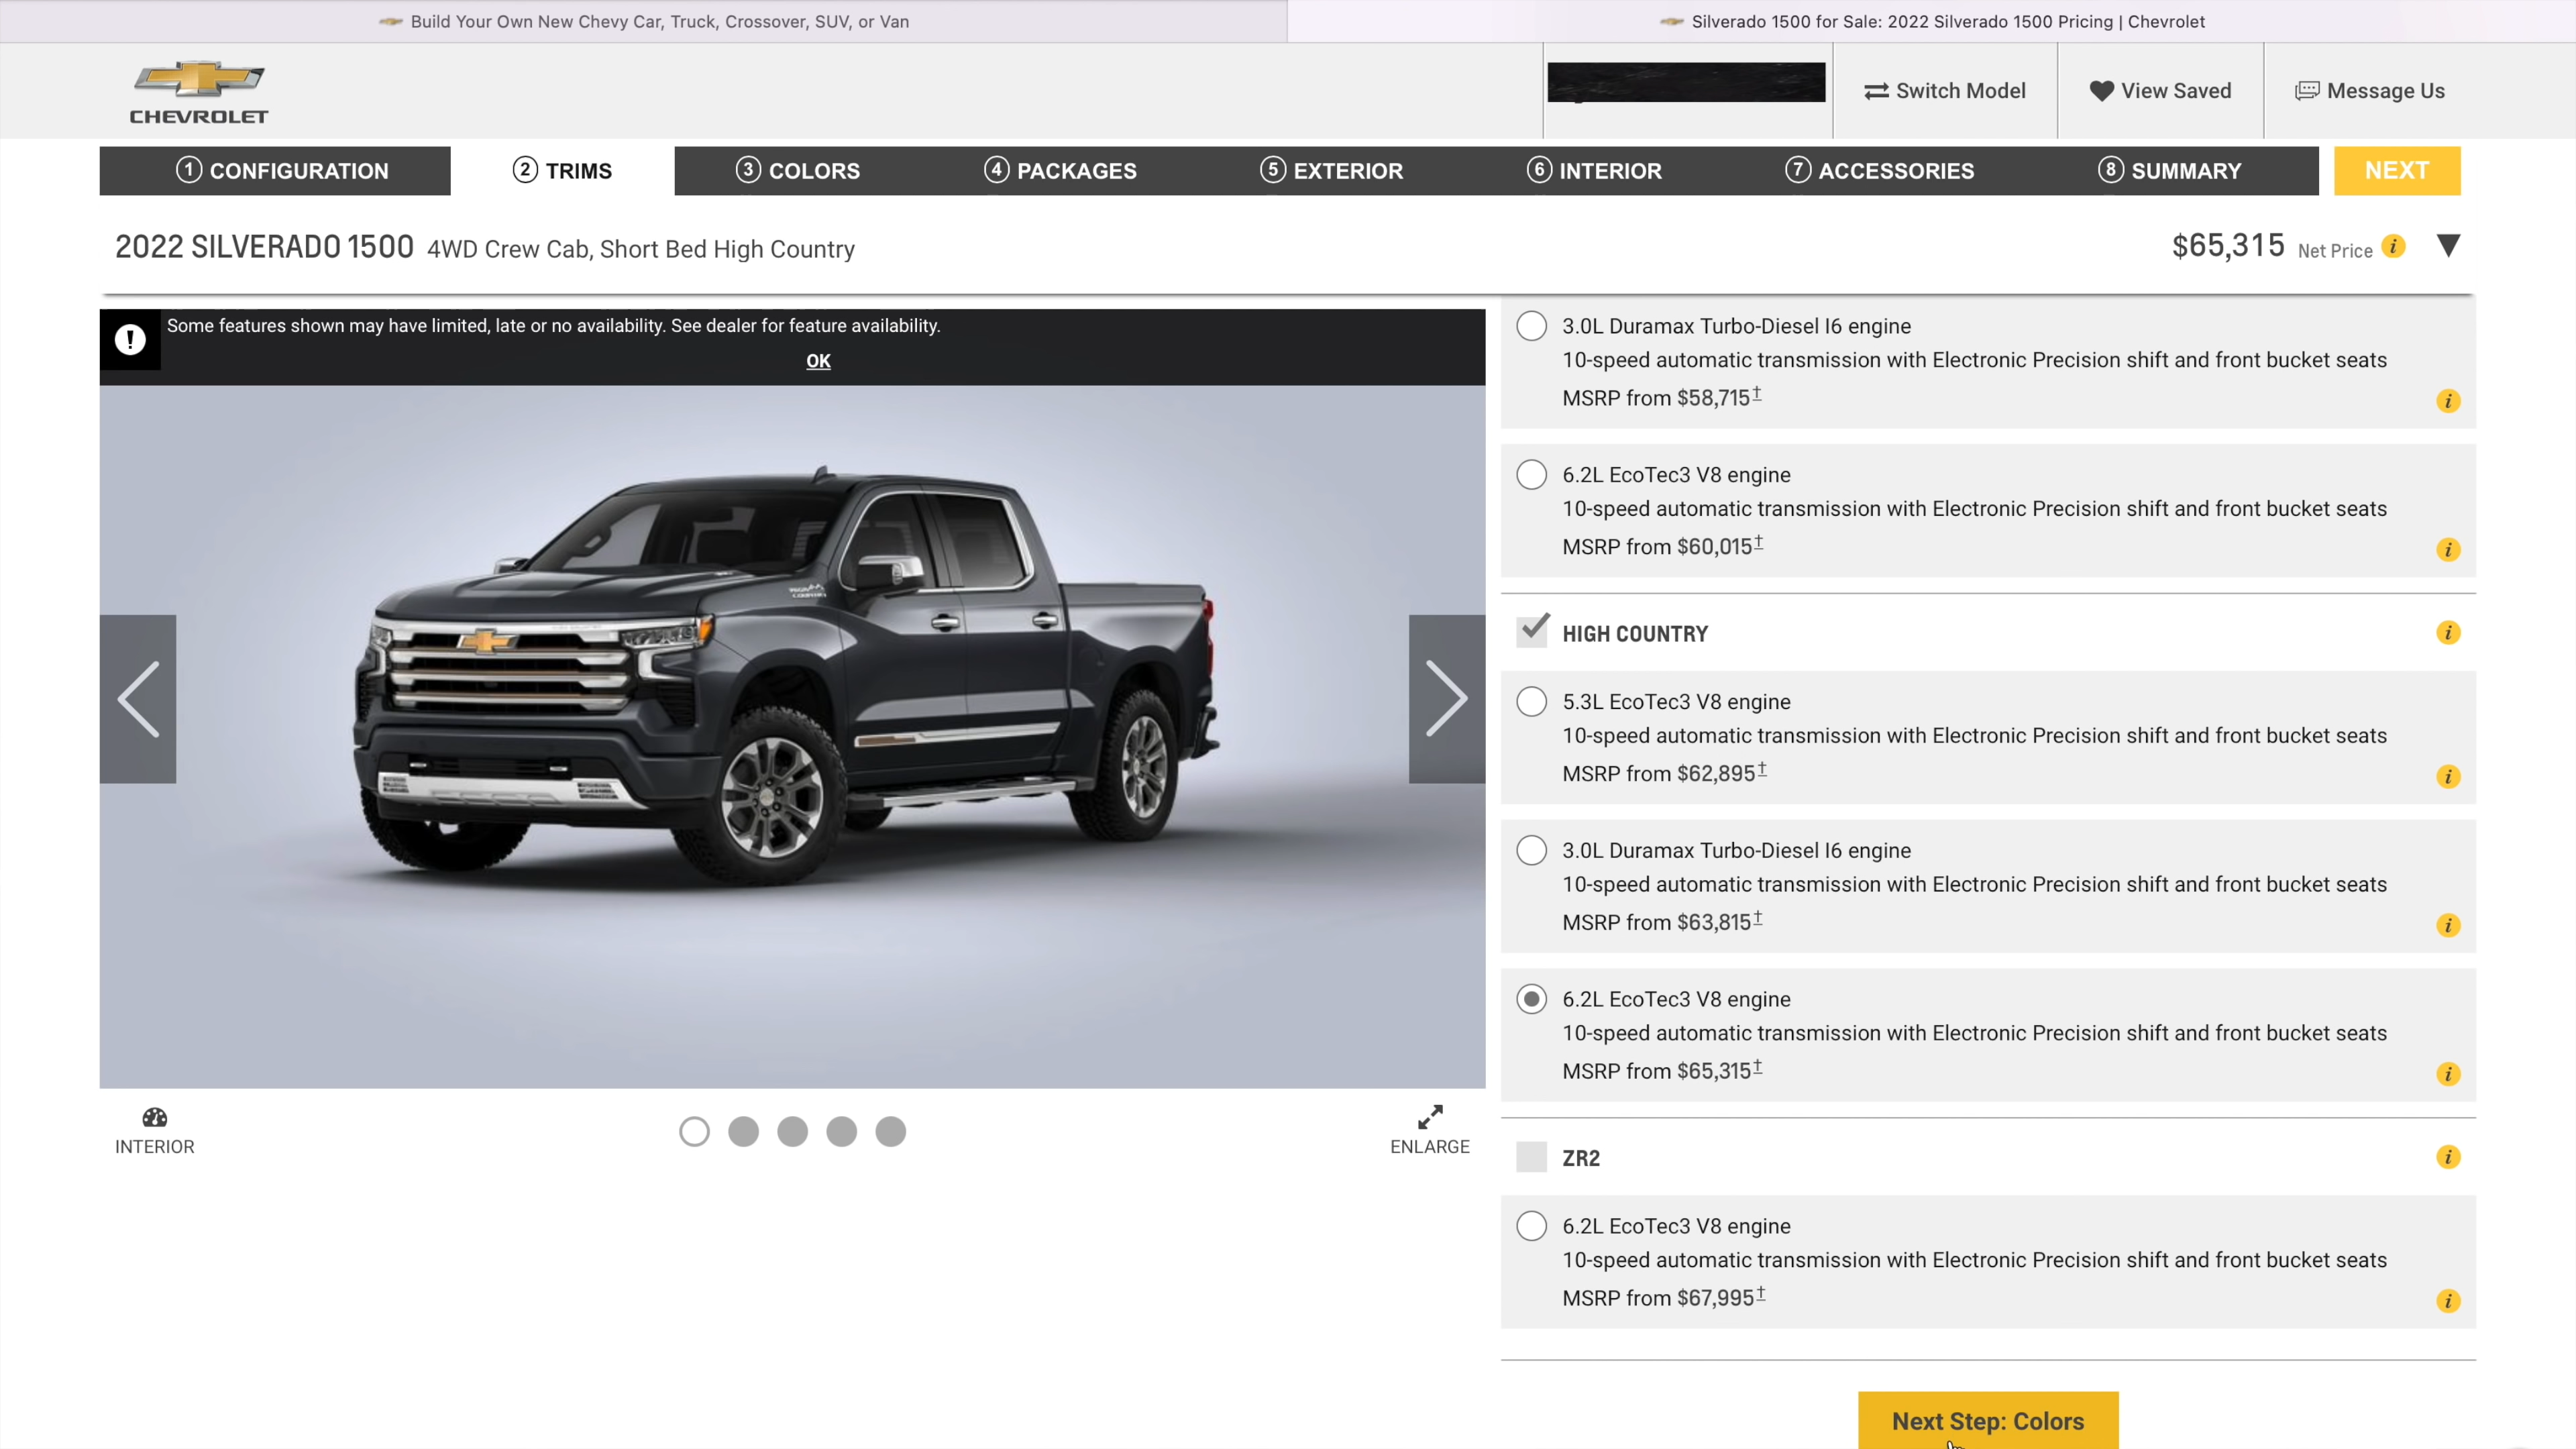 Build Your Own New Chevy Car, Truck, Crossover, SUV, or Van
Silverado 1500 for Sale: 2022 Silverado 1500 Pricing | Chevrolet
CHEVROLET
Switch Model
View Saved
Message Us
1 CONFIGURATION
2 TRIMS
3 COLORS
4 PACKAGES
5 EXTERIOR
6 INTERIOR
7 ACCESSORIES
8 SUMMARY
NEXT
2022 SILVERADO 1500 4WD Crew Cab, Short Bed High Country
$65,315 Net Price i
Some features shown may have limited, late or no availability. See dealer for feature availability.
OK
HIGH COUNTRY
INTERIOR
ENLARGE
3.0L Duramax Turbo-Diesel I6 engine
10-speed automatic transmission with Electronic Precision shift and front bucket seats
MSRP from $58,715†
i
6.2L EcoTec3 V8 engine
10-speed automatic transmission with Electronic Precision shift and front bucket seats
MSRP from $60,015†
i
HIGH COUNTRY
i
5.3L EcoTec3 V8 engine
10-speed automatic transmission with Electronic Precision shift and front bucket seats
MSRP from $62,895†
i
3.0L Duramax Turbo-Diesel I6 engine
10-speed automatic transmission with Electronic Precision shift and front bucket seats
MSRP from $63,815†
i
6.2L EcoTec3 V8 engine
10-speed automatic transmission with Electronic Precision shift and front bucket seats
MSRP from $65,315†
i
ZR2
i
6.2L EcoTec3 V8 engine
10-speed automatic transmission with Electronic Precision shift and front bucket seats
MSRP from $67,995†
i
Next Step: Colors